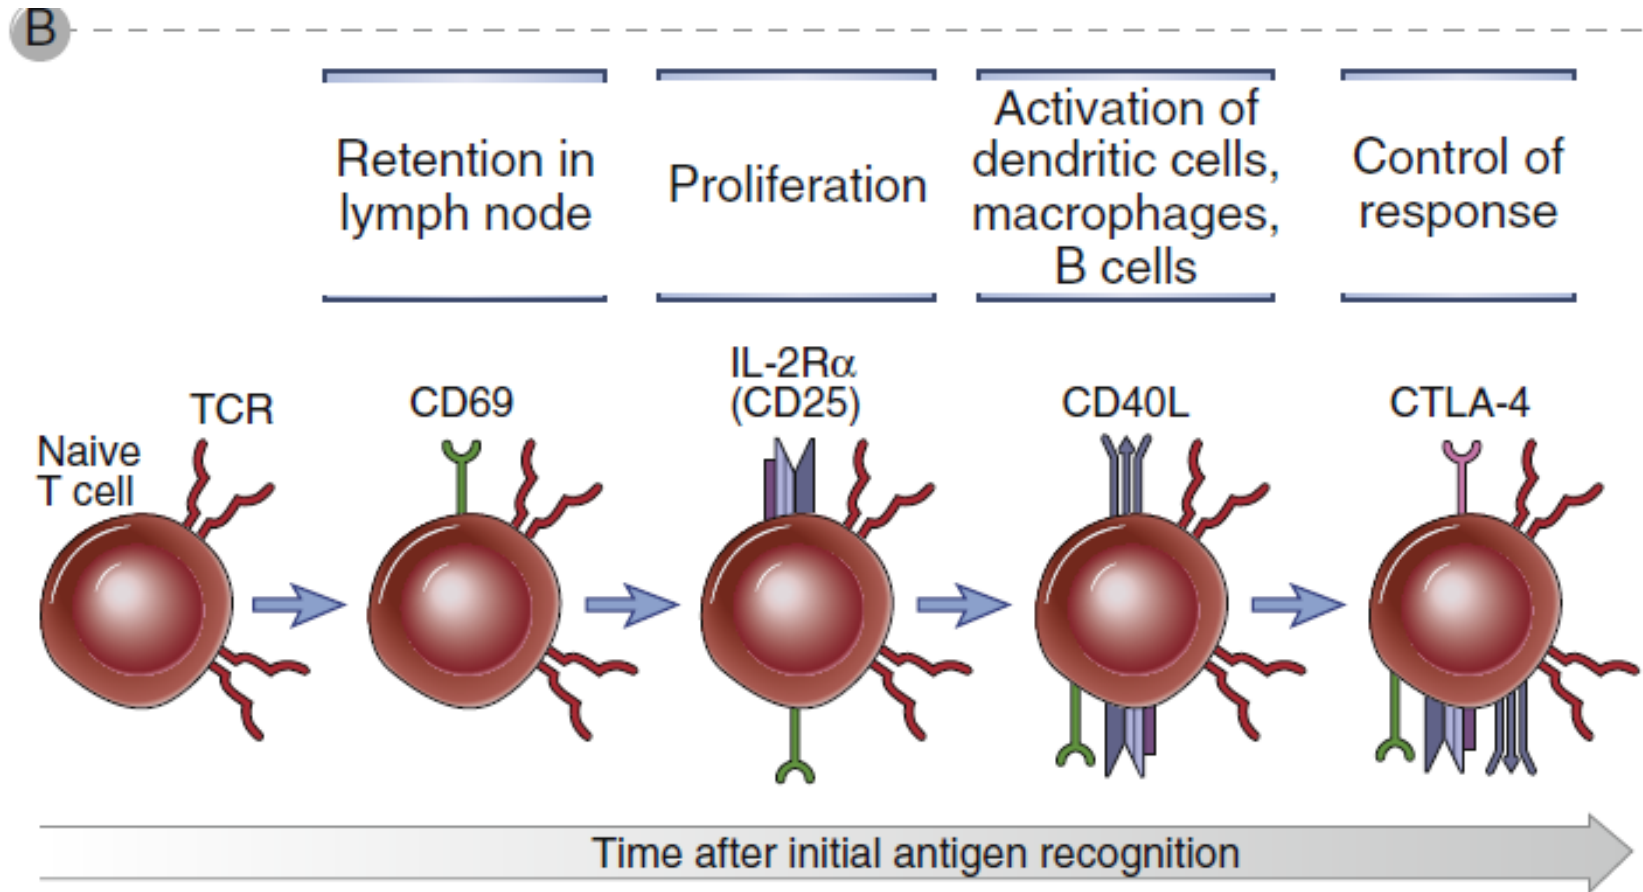 B
Retention in
lymph node
Proliferation
Activation of
dendritic cells,
macrophages,
B cells
Control of
response
Naive
T cell
TCR
CD69
IL-2Rα
(CD25)
CD40L
CTLA-4
Time after initial antigen recognition